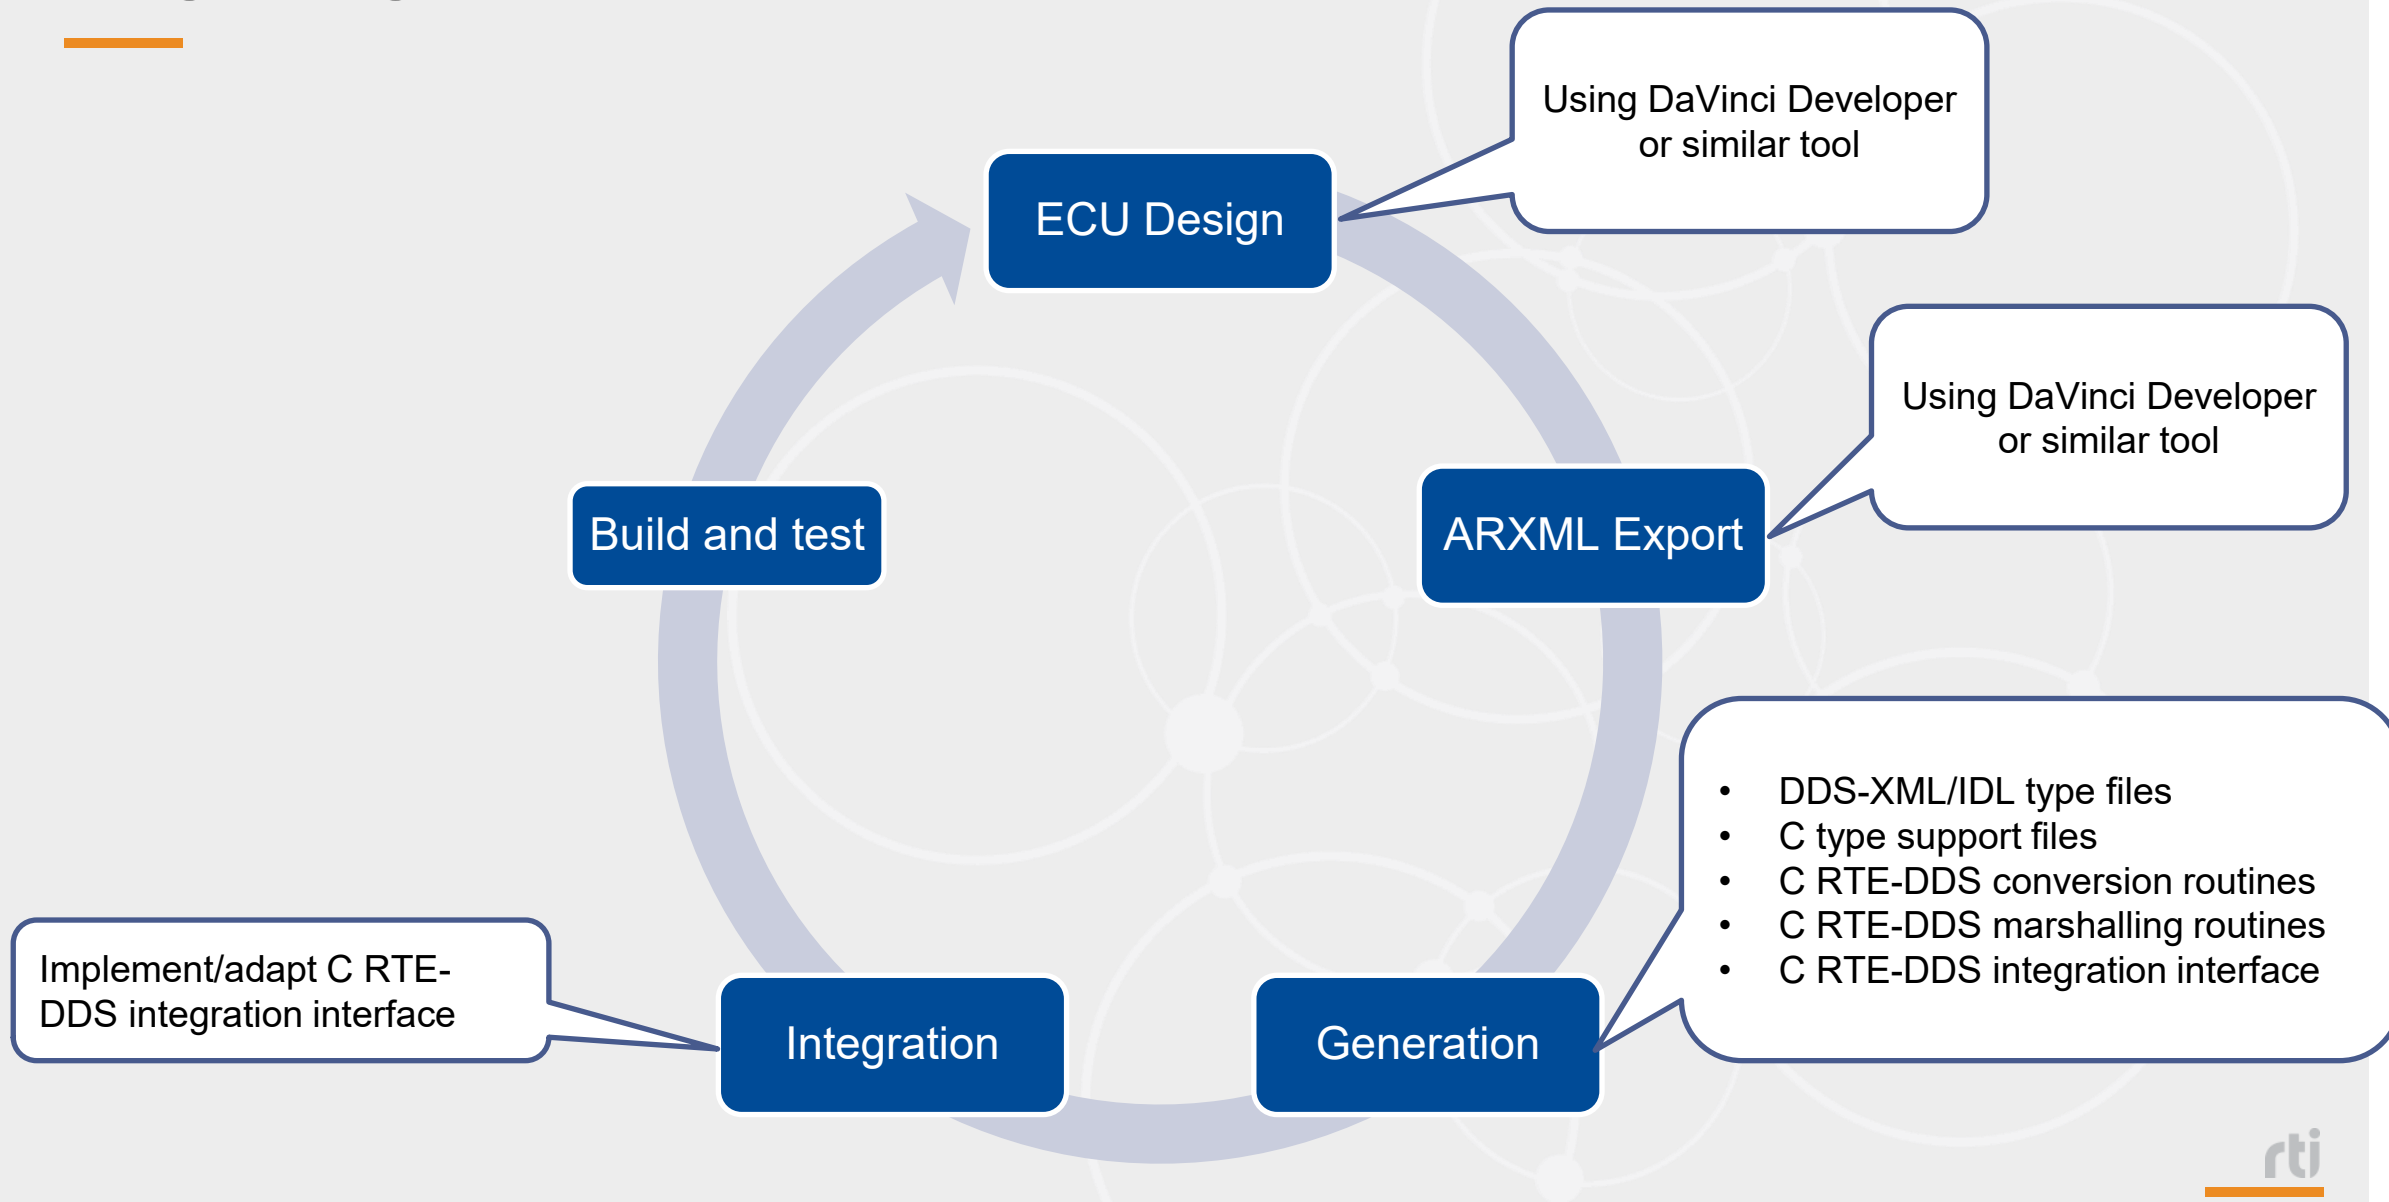 Using DaVinci Developer
or similar tool
ECU Design
Using DaVinci Developer
or similar tool
ARXML Export
Build and test
• DDS-XML/IDL type files
• C type support files
• C RTE-DDS conversion routines
• C RTE-DDS marshalling routines
• C RTE-DDS integration interface
Implement/adapt C RTE-
DDS integration interface
Integration
Generation
rti